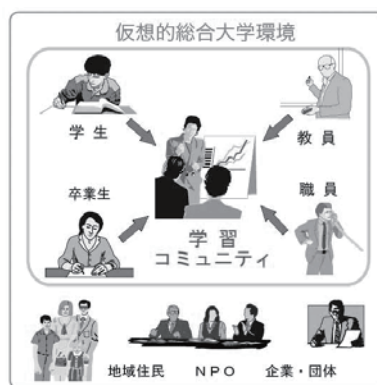 仮想的総合大学環境
学生
教員
卒業生
職員
学習
コミュニティ
地域住民 NPO 企業・団体